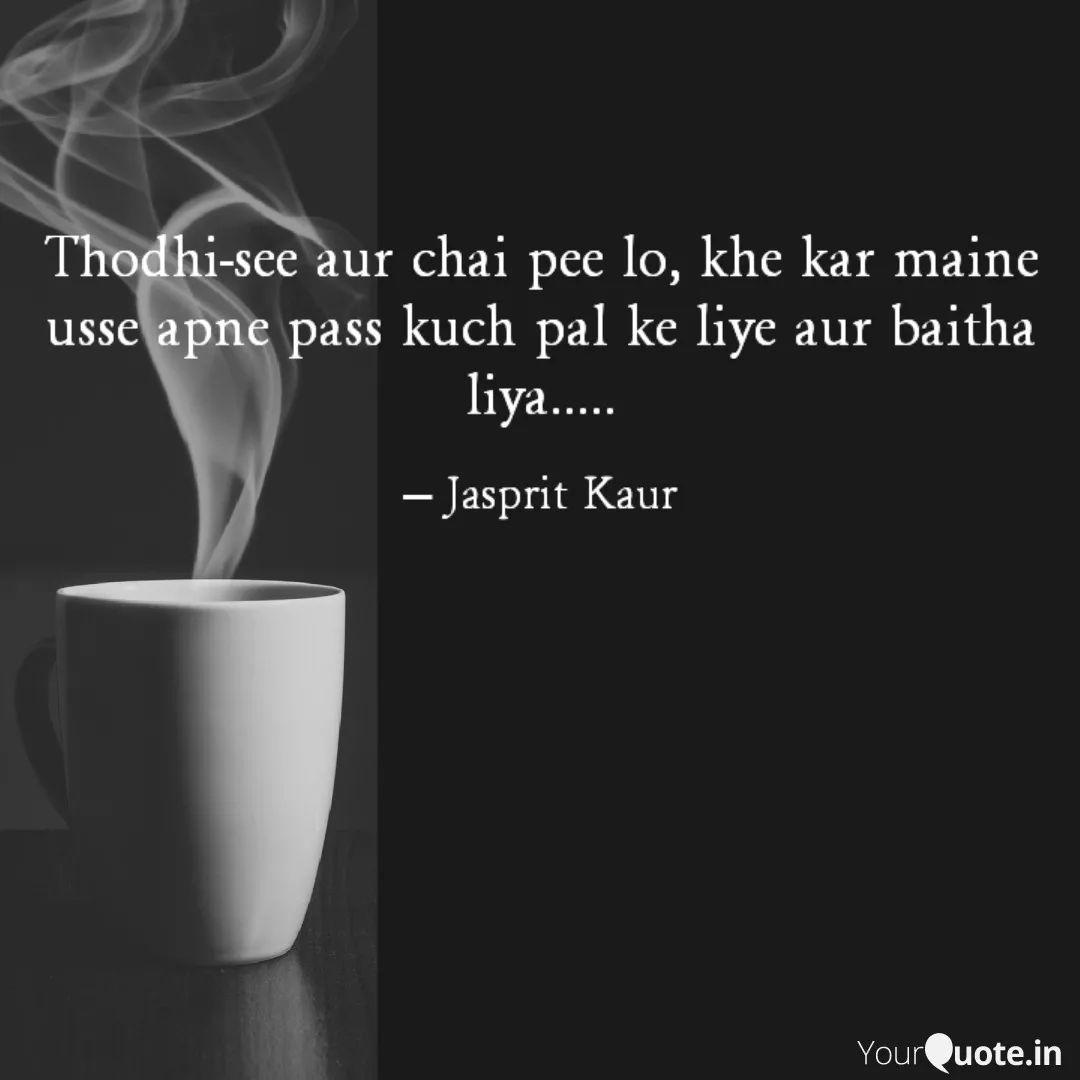 Thodhi-see aur chai pee lo, khe kar maine
usse apne pass kuch pal ke liye aur baitha
liya.....
– Jasprit Kaur
YourQuote.in